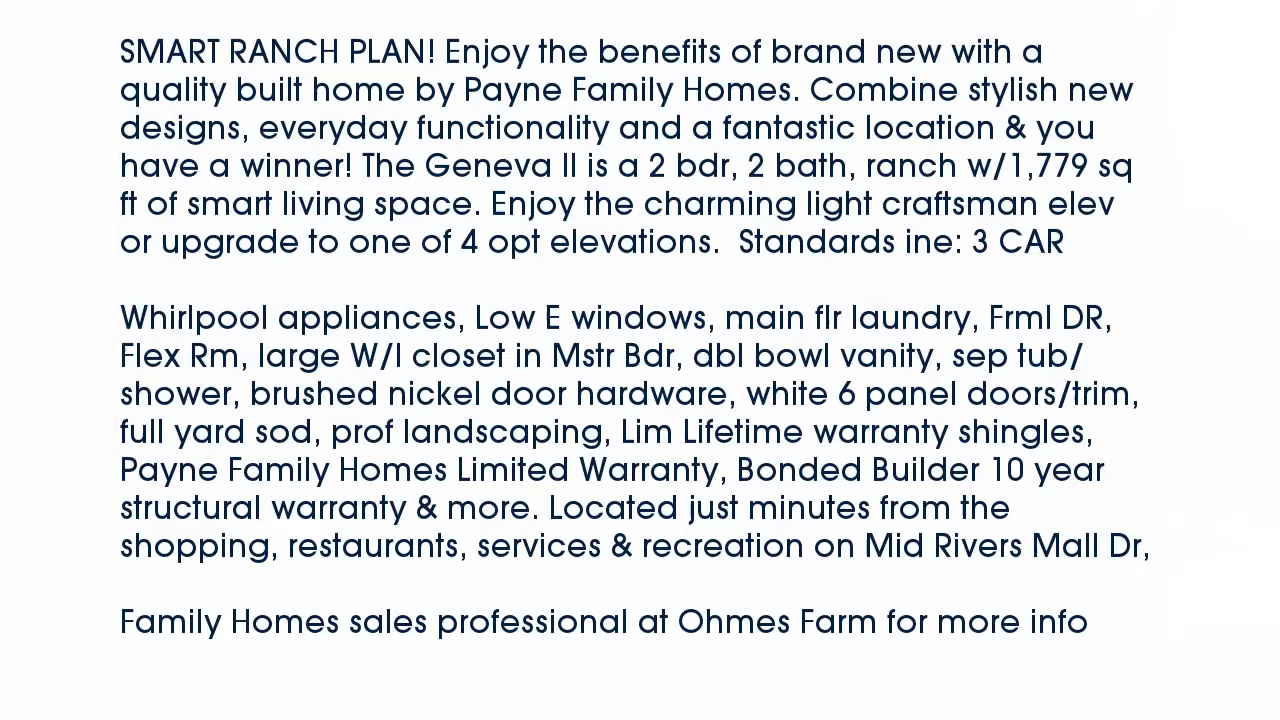 SMART RANCH PLAN! Enjoy the benefits of brand new with a
quality built home by Payne Family Homes. Combine stylish new
designs, everyday functionality and a fantastic location & you
have a winner! The Geneva II is a 2 bdr, 2 bath, ranch w/1,779 sq
ft of smart living space. Enjoy the charming light craftsman elev
or upgrade to one of 4 opt elevations.  Standards ine: 3 CAR
Whirlpool appliances, Low E windows, main flr laundry, Frml DR,
Flex Rm, large W/I closet in Mstr Bdr, dbl bowl vanity, sep tub/
shower, brushed nickel door hardware, white 6 panel doors/trim,
full yard sod, prof landscaping, Lim Lifetime warranty shingles,
Payne Family Homes Limited Warranty, Bonded Builder 10 year
structural warranty & more. Located just minutes from the
shopping, restaurants, services & recreation on Mid Rivers Mall Dr,
Family Homes sales professional at Ohmes Farm for more info